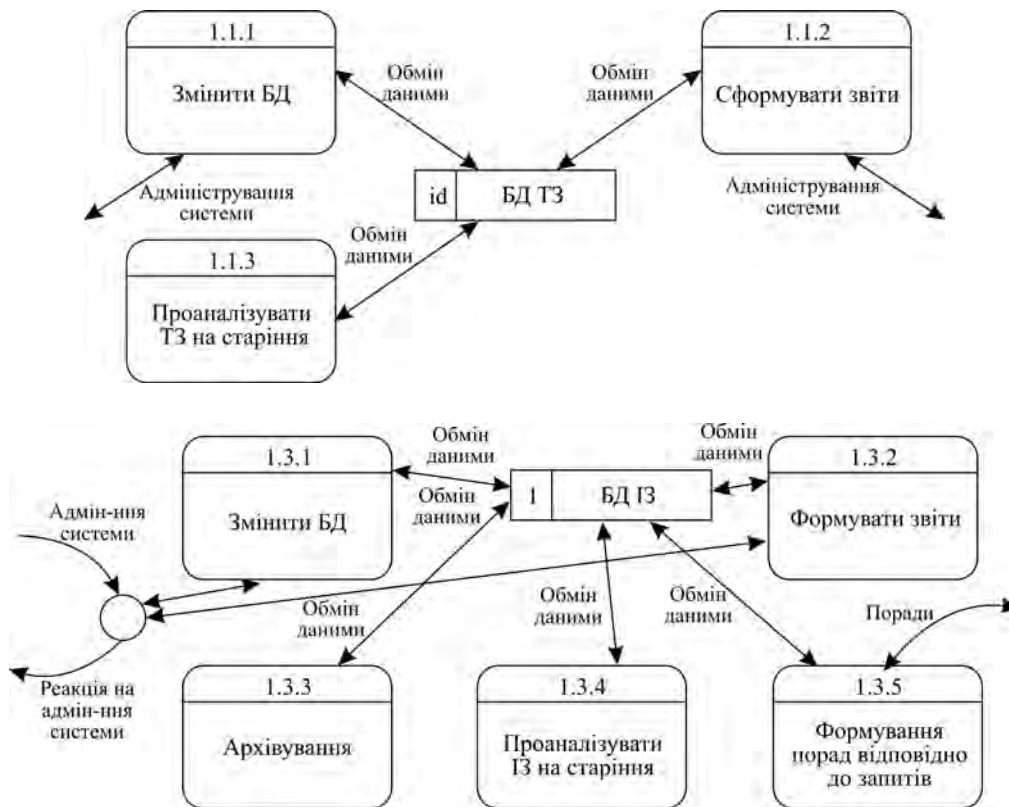 1.1.1
Змінити БД
Обмін
даними
Обмін
даними
1.1.2
Сформувати звіти
id
БД ТЗ
Адміністрування
системи
Адміністрування
системи
1.1.3
Проаналізувати
ТЗ на старіння
Обмін
даними
1.3.1
Змінити БД
Обмін
даними
Обмін
даними
1
БД ІЗ
Обмін
даними
1.3.2
Формувати звіти
Адмін-ння
системи
Обмін
даними
Обмін
даними
Обмін
даними
Поради
Реакція на
адмін-ння
системи
1.3.3
Архівування
1.3.4
Проаналізувати
ІЗ на старіння
1.3.5
Формування
порад відповідно
до запитів